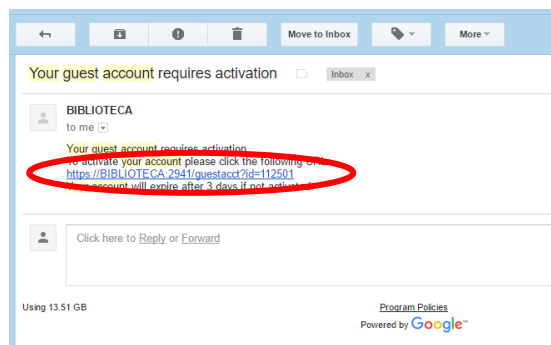 Move to Inbox
More
Your guest account requires activation
Inbox x
BIBLIOTECA
to me
Your guest account requires activation.
To activate your account please click the following URL
https://BIBLIOTECA:2941/guestacct?id=112501
Your account will expire after 3 days if not activated
Click here to Reply or Forward
Using 13.51 GB
Program Policies
Powered by Google™